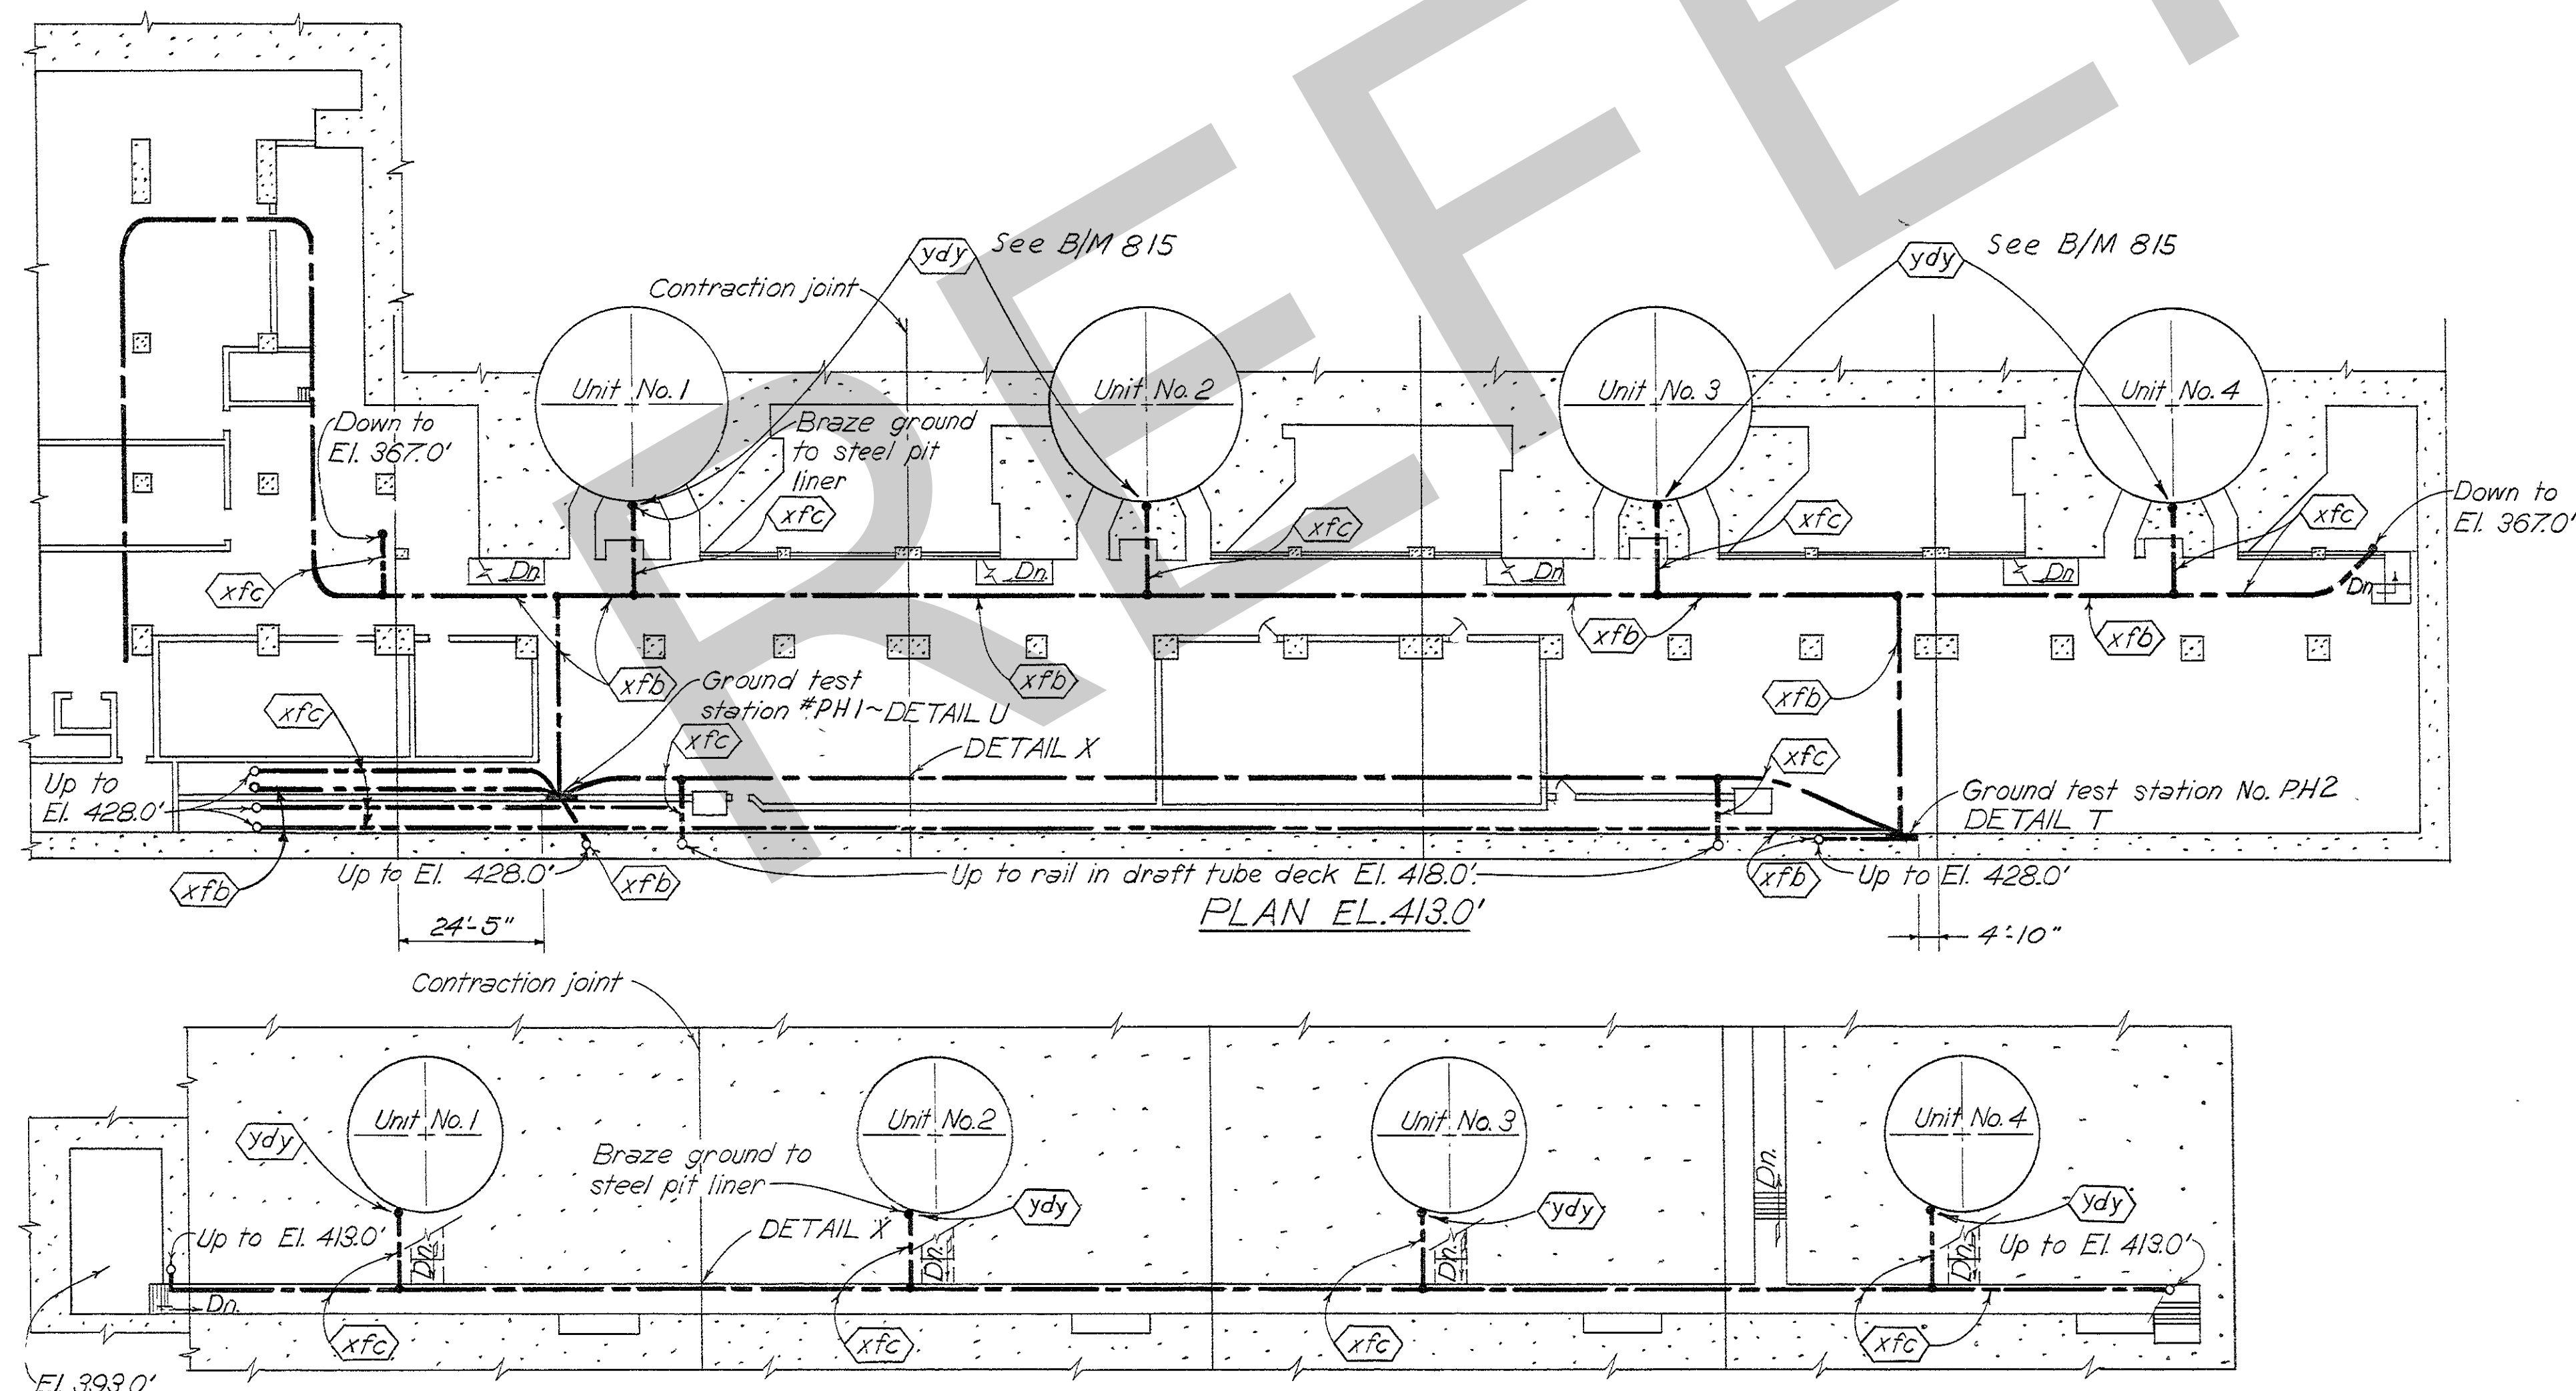 REFE
ydy See B/M 815
ydy See B/M 815
Contraction joint
Unit No. 1
Unit No. 2
Unit No. 3
Unit No. 4
Down to
El. 367.0'
Braze ground
to steel pit
liner
xfc
xfc
xfc
xfc
Down to
El. 367.0'
xfc
Dn.
Dn.
Dn
Dn
Dn
xfb
xfb
xfb
xfb
xfb
Ground test
station #PH1~DETAIL U
xfc
xfc
DETAIL X
xfc
Up to
El. 428.0'
Ground test station No. PH2
DETAIL T
xfb
Up to El. 428.0'
xfb
Up to rail in draft tube deck El. 418.0'.
xfb
Up to El. 428.0'
PLAN EL.413.0'
24'-5"
4'-10"
Contraction joint
Unit No. 1
Unit No.2
Unit No. 3
Unit No. 4
ydy
Braze ground to
steel pit liner
ydy
ydy
ydy
Dn.
Up to El. 413.0'
DETAIL X
Up to El. 413.0'
Dn.
Dn.
Dn.
Dn.
Dn.
xfc
xfc
xfc
xfc
El. 393.0'